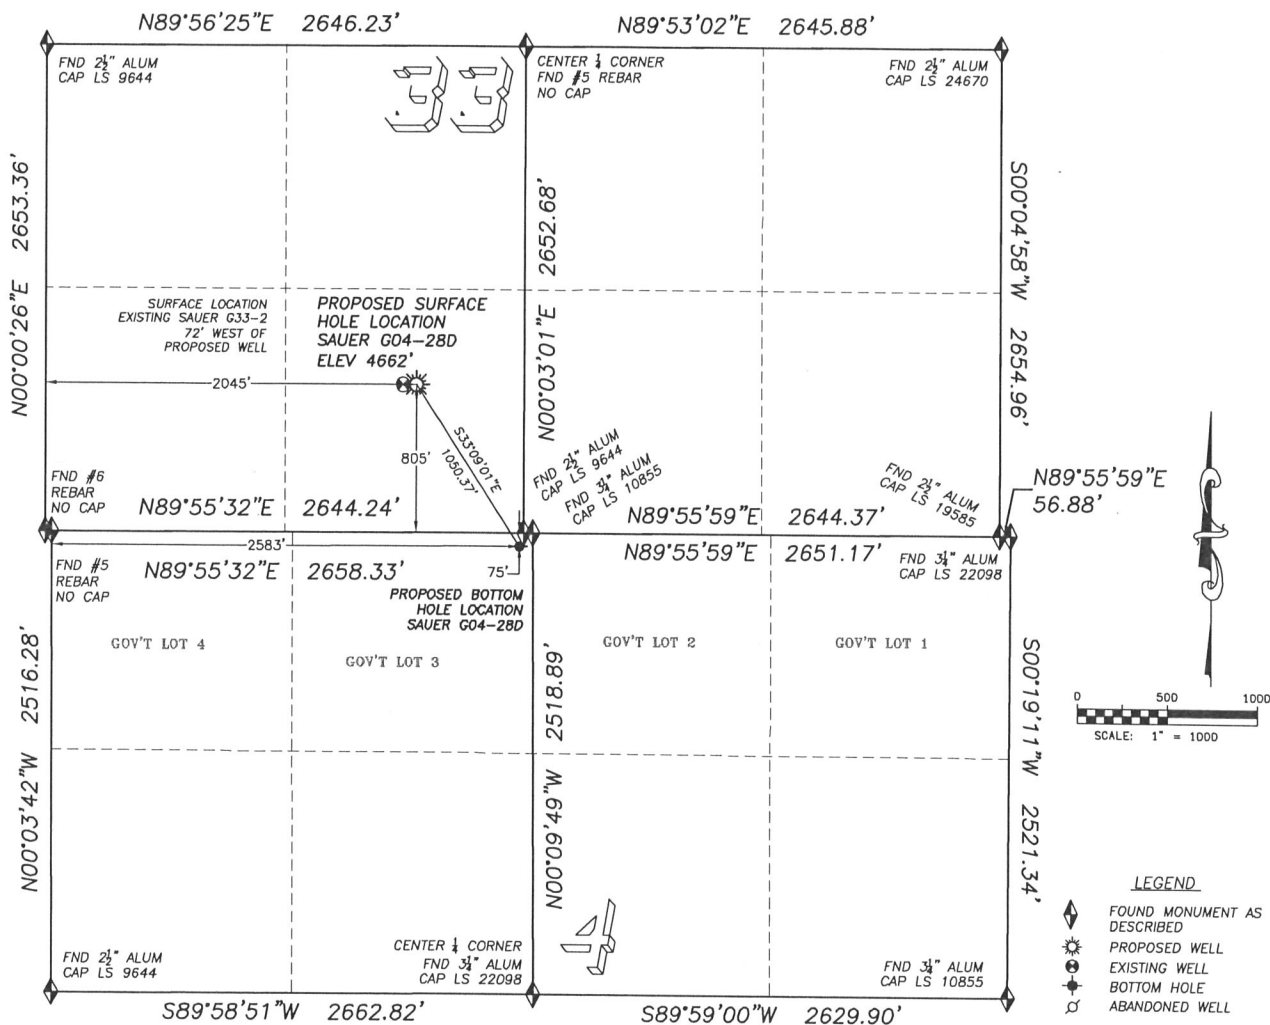 N89°56'25"E 2646.23'
N89°53'02"E 2645.88'
FND 2½" ALUM
CAP LS 9644
33
CENTER ¼ CORNER
FND #5 REBAR
NO CAP
FND 2½" ALUM
CAP LS 24670
N00°00'26"E 2653.36'
N00°03'01"E 2652.68'
S00°04'58"W 2654.96'
SURFACE LOCATION
EXISTING SAUER G33-2
72' WEST OF
PROPOSED WELL
PROPOSED SURFACE
HOLE LOCATION
SAUER G04-28D
ELEV 4662'
2045'
805'
S33°09'01"E
1050.37'
FND #6
REBAR
NO CAP
N89°55'32"E 2644.24'
FND 2½" ALUM
CAP LS 9644
FND 3¼" ALUM
CAP LS 10855
N89°55'59"E 2644.37'
FND 2½" ALUM
CAP LS 19585
N89°55'59"E
56.88'
2583'
75'
FND #5
REBAR
NO CAP
N89°55'32"E 2658.33'
N89°55'59"E 2651.17'
FND 3¼" ALUM
CAP LS 22098
PROPOSED BOTTOM
HOLE LOCATION
SAUER G04-28D
GOV'T LOT 4
GOV'T LOT 3
GOV'T LOT 2
GOV'T LOT 1
N00°03'42"W 2516.28'
N00°09'49"W 2518.89'
S00°19'11"W 2521.34'
0 500 1000
SCALE: 1" = 1000
4
FND 2½" ALUM
CAP LS 9644
CENTER ¼ CORNER
FND 3¼" ALUM
CAP LS 22098
FND 3¼" ALUM
CAP LS 10855
S89°58'51"W 2662.82'
S89°59'00"W 2629.90'
LEGEND
FOUND MONUMENT AS
DESCRIBED
PROPOSED WELL
EXISTING WELL
BOTTOM HOLE
ABANDONED WELL